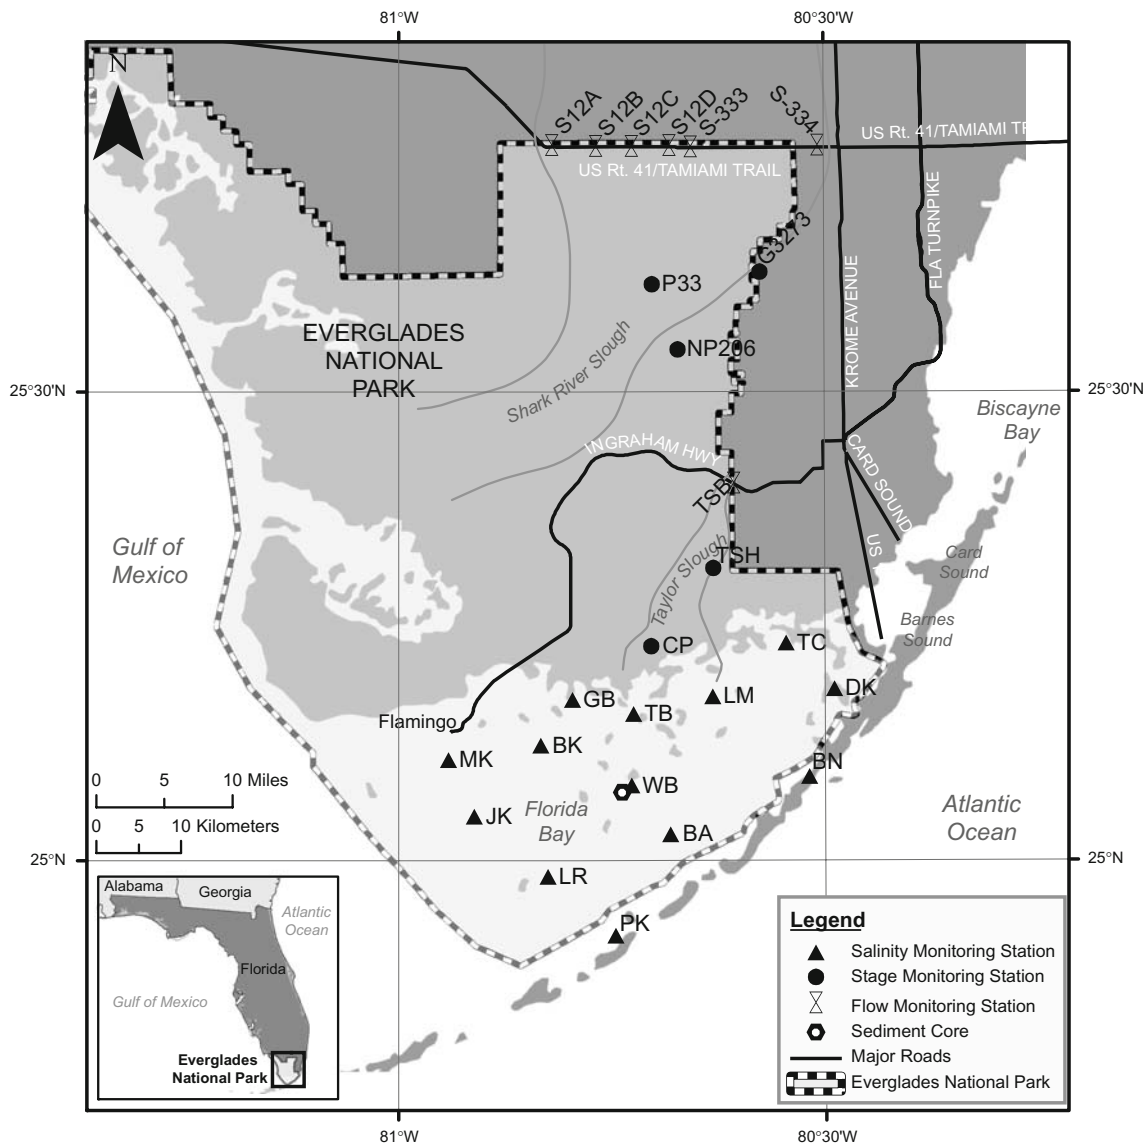 81°W
80°30'W
N
S12A
S12B
S12C
S12D
S-333
S-334
US Rt. 41/TAMIAMI TR
US Rt. 41/TAMIAMI TRAIL
FLA TURNPIKE
KROME AVENUE
G3273
P33
EVERGLADES
NATIONAL
PARK
NP206
Shark River Slough
25°30'N
25°30'N
Biscayne
Bay
INGRAHAM HWY
CARD SOUND
TSB
US
Gulf of
Mexico
TSH
Card
Sound
Taylor Slough
Barnes
Sound
CP
TC
DK
GB
LM
TB
Flamingo
BK
MK
BN
0 5 10 Miles
WB
JK
Florida
Bay
BA
0 5 10 Kilometers
Atlantic
Ocean
25°N
25°N
LR
PK
Alabama
Georgia
Atlantic
Ocean
Florida
Gulf of Mexico
Everglades
National Park
Legend
Salinity Monitoring Station
Stage Monitoring Station
Flow Monitoring Station
Sediment Core
Major Roads
Everglades National Park
81°W
80°30'W